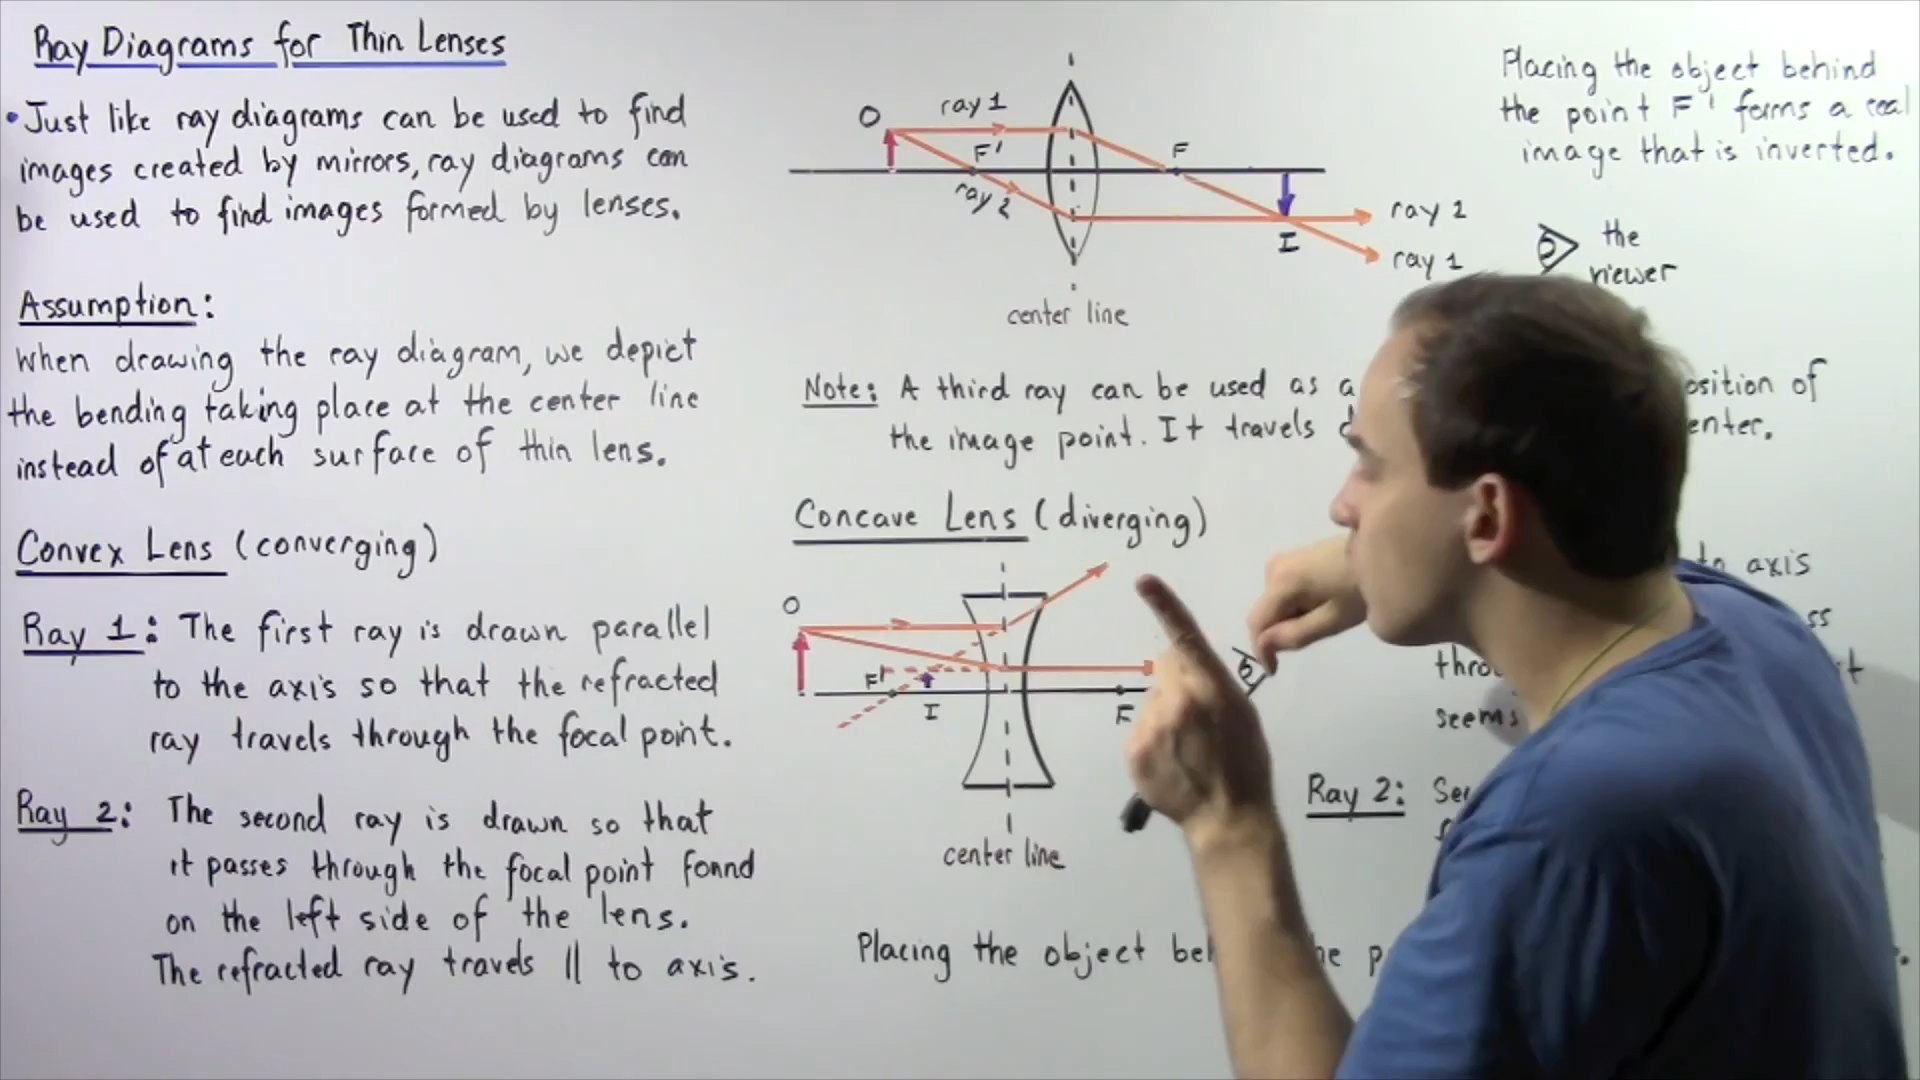 Ray Diagrams for Thin Lenses
• Just like ray diagrams can be used to find
images created by mirrors, ray diagrams can
be used to find images formed by lenses.
Assumption:
When drawing the ray diagram, we depict
the bending taking place at the center line
instead of at each surface of thin lens.
Convex Lens (converging)
Ray 1: The first ray is drawn parallel
to the axis so that the refracted
ray travels through the focal point.
Ray 2: The second ray is drawn so that
it passes through the focal point found
on the left side of the lens.
The refracted ray travels || to axis.
O
ray 1
F'
F
ray 2
I
ray 2
ray 1
center line
Placing the object behind
the point F' forms a real
image that is inverted.
the
viewer
Note: A third ray can be used as a
osition of
the image point. It travels
enter.
Concave Lens (diverging)
O
F'
I
F
center line
to axis
ss
seems
Ray 2:
Placing the object